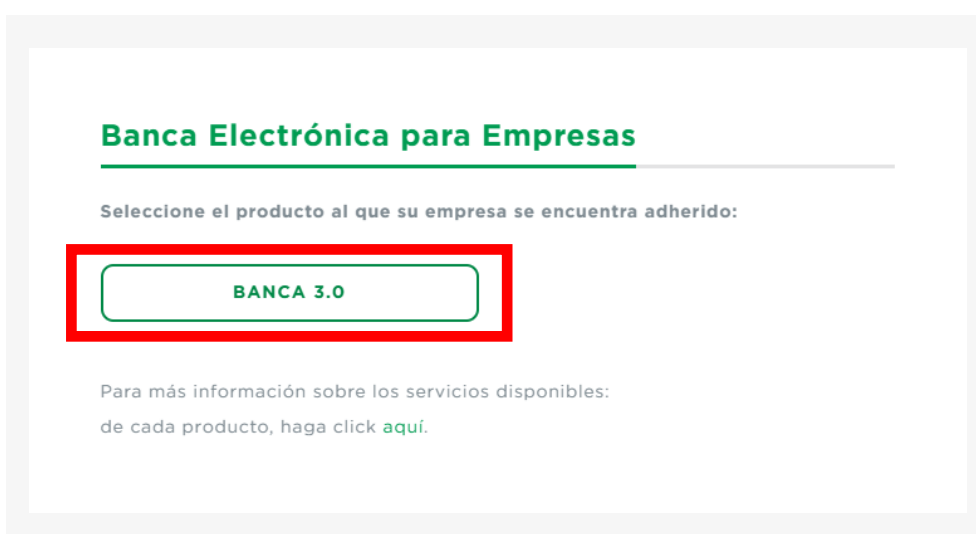 Banca Electrónica para Empresas
Seleccione el producto al que su empresa se encuentra adherido:
BANCA 3.0
Para más información sobre los servicios disponibles:
de cada producto, haga click aquí.